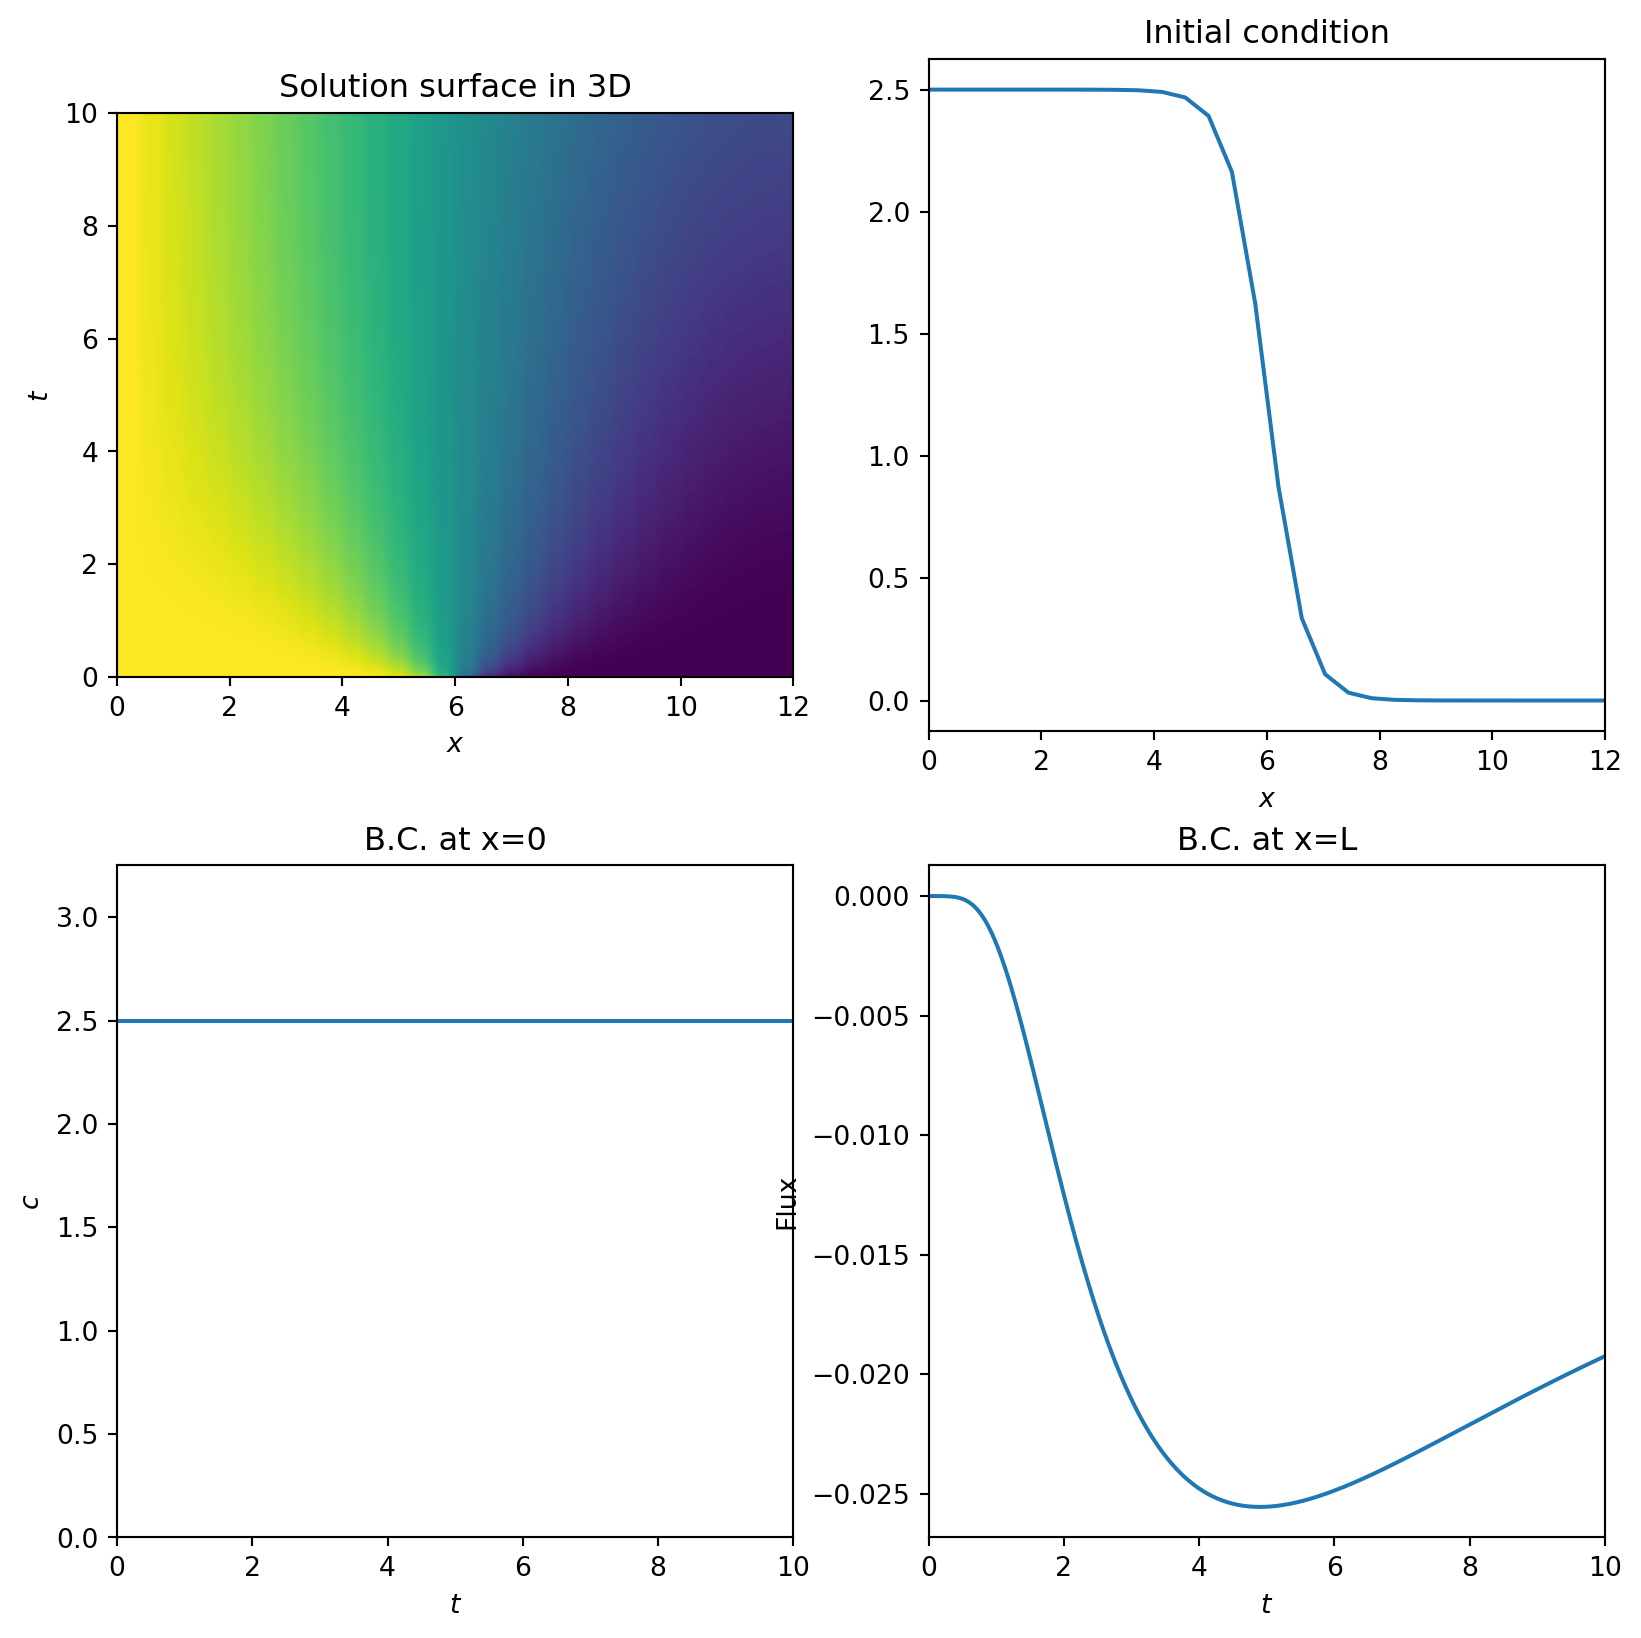 Solution surface in 3D
10
8
6
4
2
0
t
0 2 4 6 8 10 12
x
Initial condition
2.5
2.0
1.5
1.0
0.5
0.0
0 2 4 6 8 10 12
x
B.C. at x=0
3.0
2.5
2.0
1.5
1.0
0.5
0.0
c
0 2 4 6 8 10
t
B.C. at x=L
0.000
−0.005
−0.010
−0.015
−0.020
−0.025
Flux
0 2 4 6 8 10
t